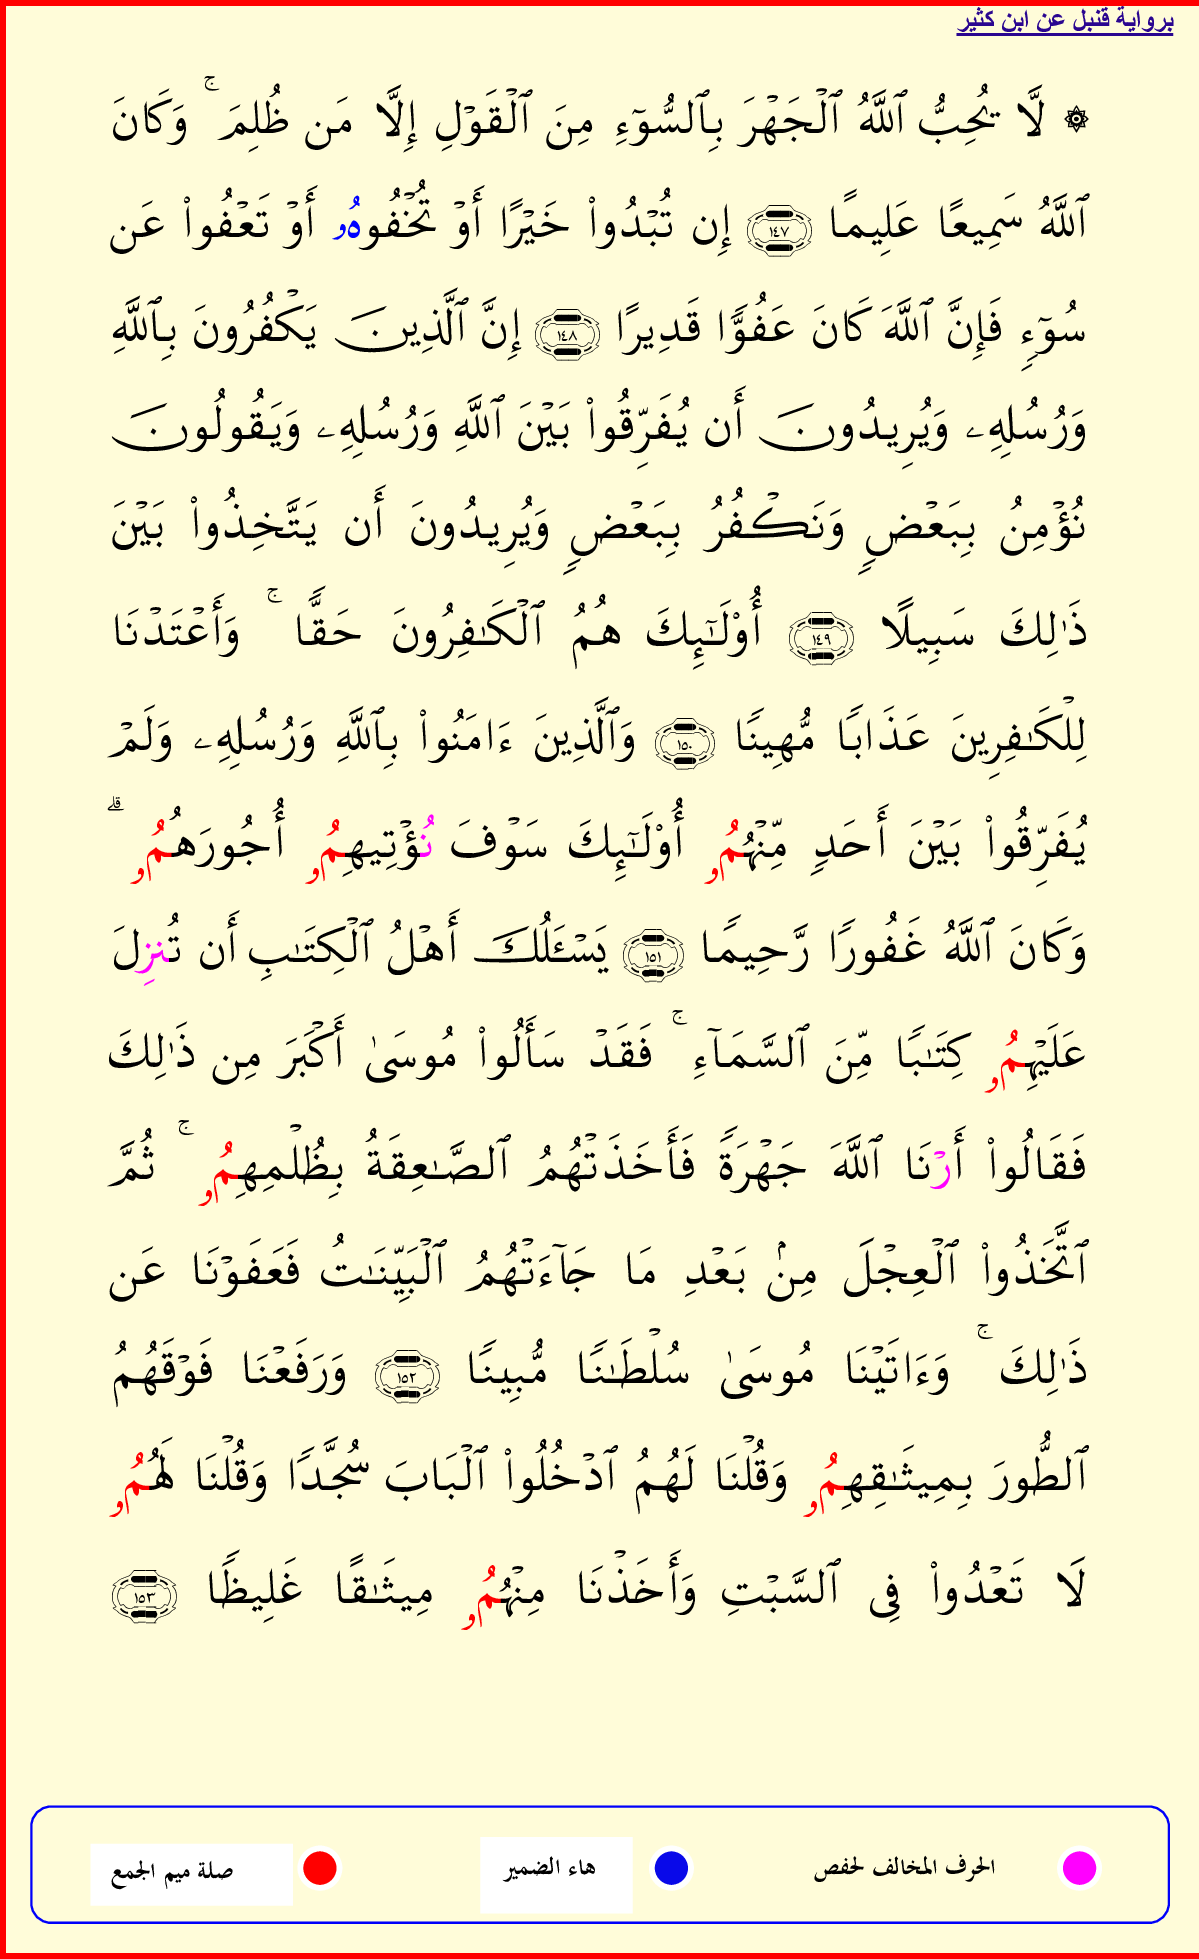 برواية قنبل عن ابن كثير
۞ لَّا يُحِبُّ ٱللَّهُ ٱلْجَهْرَ بِٱلسُّوٓءِ مِنَ ٱلْقَوْلِ إِلَّا مَن ظُلِمَ ۚ وَكَانَ
ٱللَّهُ سَمِيعًا عَلِيمًا ١٤٧ إِن تُبْدُوا۟ خَيْرًا أَوْ تُخْفُوهُۥ أَوْ تَعْفُوا۟ عَن
سُوٓءٍ فَإِنَّ ٱللَّهَ كَانَ عَفُوًّا قَدِيرًا ١٤٨ إِنَّ ٱلَّذِينَ يَكْفُرُونَ بِٱللَّهِ
وَرُسُلِهِۦ وَيُرِيدُونَ أَن يُفَرِّقُوا۟ بَيْنَ ٱللَّهِ وَرُسُلِهِۦ وَيَقُولُونَ
نُؤْمِنُ بِبَعْضٍ وَنَكْفُرُ بِبَعْضٍ وَيُرِيدُونَ أَن يَتَّخِذُوا۟ بَيْنَ
ذَٰلِكَ سَبِيلًا ١٤٩ أُو۟لَـٰٓئِكَ هُمُ ٱلْكَـٰفِرُونَ حَقًّا ۚ وَأَعْتَدْنَا
لِلْكَـٰفِرِينَ عَذَابًا مُّهِينًا ١٥٠ وَٱلَّذِينَ ءَامَنُوا۟ بِٱللَّهِ وَرُسُلِهِۦ وَلَمْ
يُفَرِّقُوا۟ بَيْنَ أَحَدٍ مِّنْهُمُۥ أُو۟لَـٰٓئِكَ سَوْفَ نُؤْتِيهِمُۥ أُجُورَهُمُۥ ۗ
وَكَانَ ٱللَّهُ غَفُورًا رَّحِيمًا ١٥١ يَسْـَٔلُكَ أَهْلُ ٱلْكِتَـٰبِ أَن تُنزِلَ
عَلَيْهِمُۥ كِتَـٰبًا مِّنَ ٱلسَّمَآءِ ۚ فَقَدْ سَأَلُوا۟ مُوسَىٰ أَكْبَرَ مِن ذَٰلِكَ
فَقَالُوا۟ أَرْنَا ٱللَّهَ جَهْرَةً فَأَخَذَتْهُمُ ٱلصَّـٰعِقَةُ بِظُلْمِهِمُۥ ۚ ثُمَّ
ٱتَّخَذُوا۟ ٱلْعِجْلَ مِنۢ بَعْدِ مَا جَآءَتْهُمُ ٱلْبَيِّنَـٰتُ فَعَفَوْنَا عَن
ذَٰلِكَ ۚ وَءَاتَيْنَا مُوسَىٰ سُلْطَـٰنًا مُّبِينًا ١٥٢ وَرَفَعْنَا فَوْقَهُمُ
ٱلطُّورَ بِمِيثَـٰقِهِمُۥ وَقُلْنَا لَهُمُ ٱدْخُلُوا۟ ٱلْبَابَ سُجَّدًا وَقُلْنَا لَهُمُۥ
لَا تَعْدُوا۟ فِى ٱلسَّبْتِ وَأَخَذْنَا مِنْهُمُۥ مِيثَـٰقًا غَلِيظًا ١٥٣
الحرف المخالف لحفص هاء الضمير صلة ميم الجمع